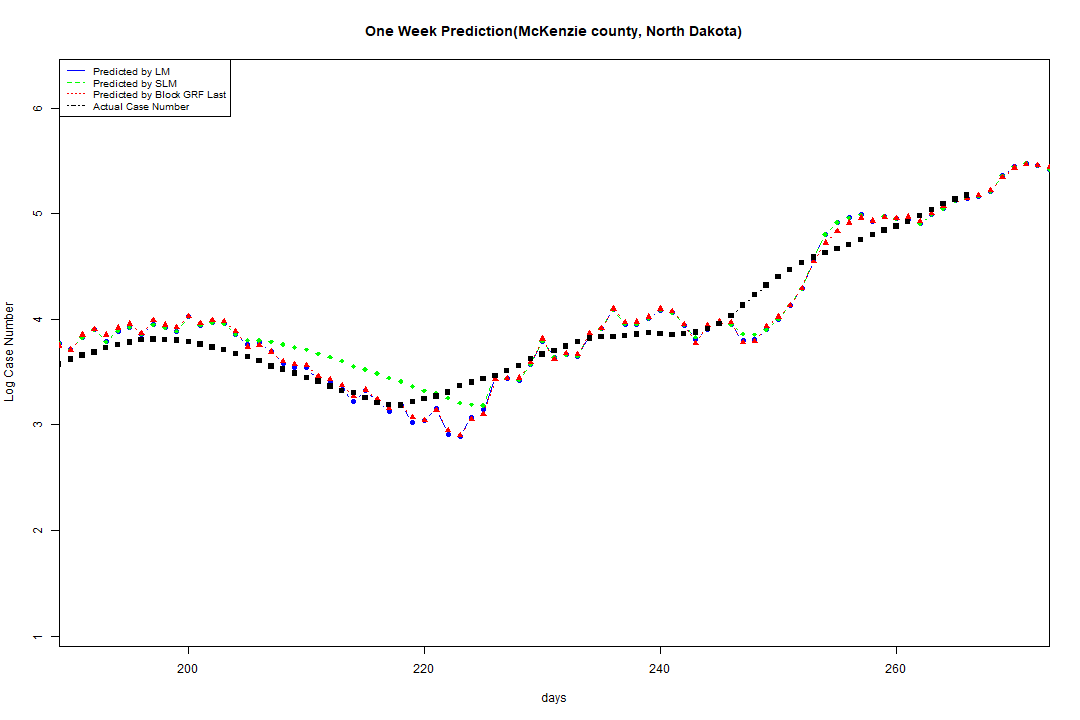 One Week Prediction(McKenzie county, North Dakota)
Predicted by LM
Predicted by SLM
Predicted by Block GRF Last
Actual Case Number
6
5
4
3
2
1
Log Case Number
200 220 240 260
days